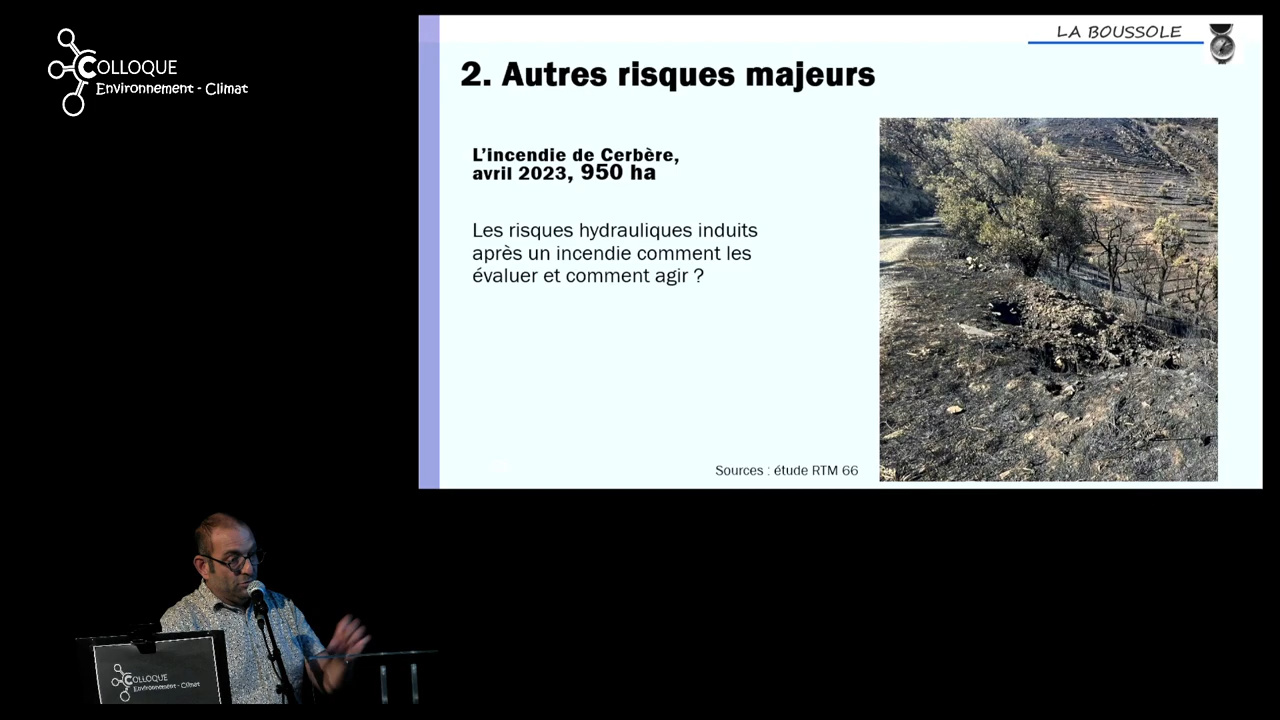 COLLOQUE
Environnement - Climat
LA BOUSSOLE
2. Autres risques majeurs
L'incendie de Cerbère,
avril 2023, 950 ha
Les risques hydrauliques induits
après un incendie comment les
évaluer et comment agir ?
Sources : étude RTM 66
COLLOQUE
Environnement - Climat